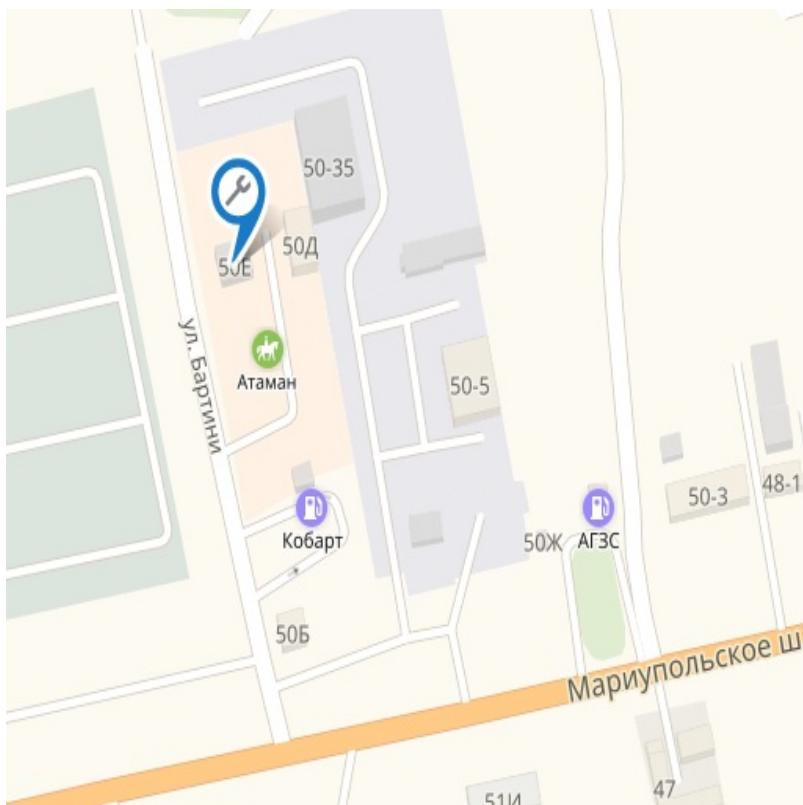 50-35
50Д
50Е
ул. Бартини
Атаман
50-5
50-3
48-1
Кобарт
50Ж
АГЗС
50Б
Мариупольское ш
47
51И